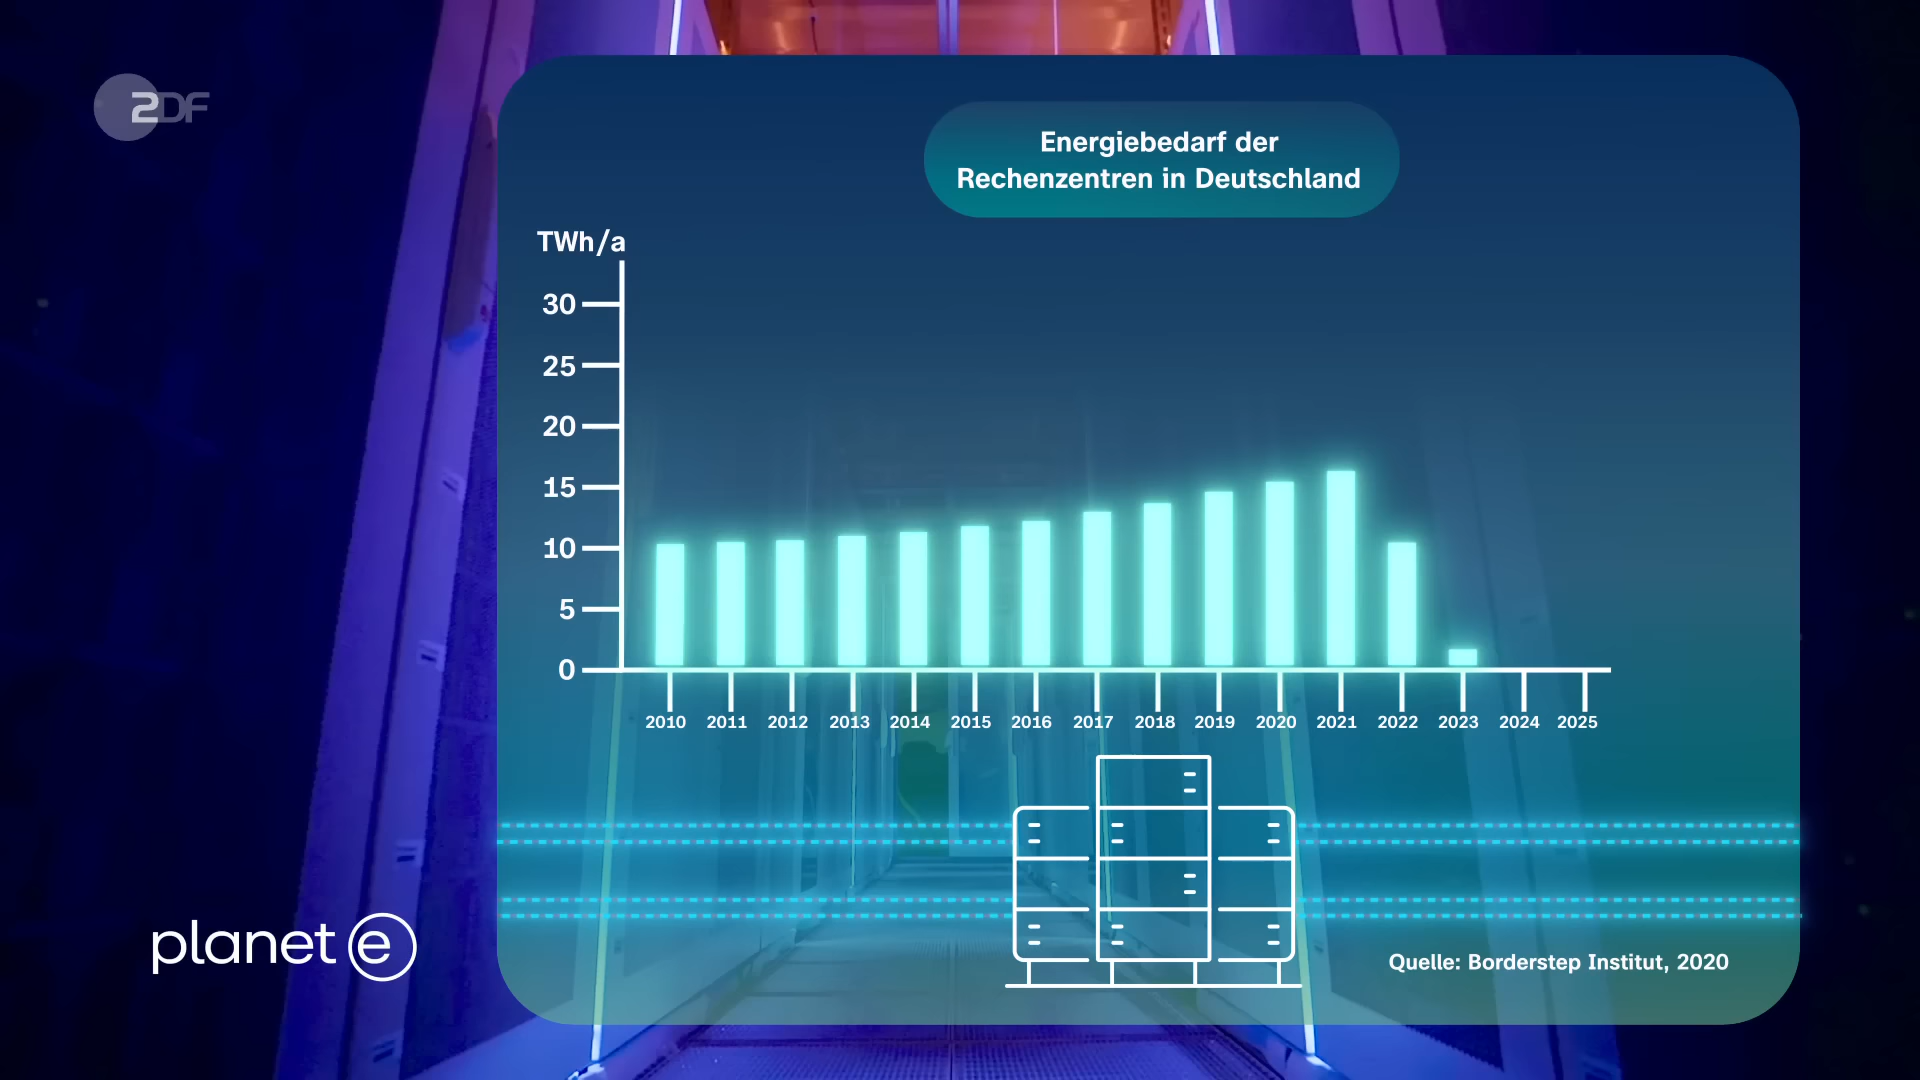 ZDF
Energiebedarf der
Rechenzentren in Deutschland
TWh/a
30
25
20
15
10
5
0
2010 2011 2012 2013 2014 2015 2016 2017 2018 2019 2020 2021 2022 2023 2024 2025
planet e
Quelle: Borderstep Institut, 2020